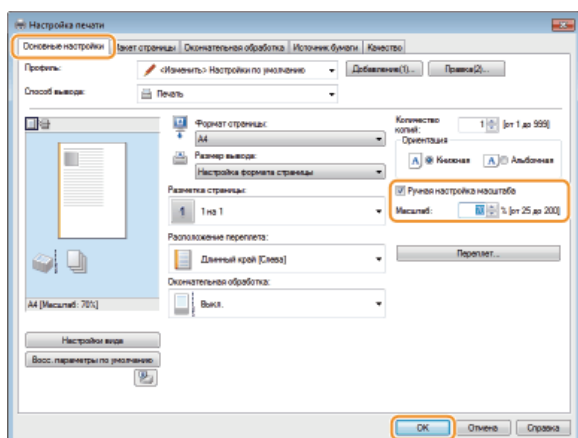 Настройка печати
Основные настройки Макет страницы Окончательная обработка Источник бумаги Качество
Профиль: <Изменить> Настройки по умолчанию Добавление(1)... Правка(2)...
Способ вывода: Печать
Формат страницы: Количество копий: 1 [от 1 до 999]
A4 Ориентация
Размер вывода: A Книжная A Альбомная
Настройка формата страницы
Разметка страницы: Ручная настройка масштаба
1 1 на 1 Масштаб: 70 % [от 25 до 200]
Расположение переплета:
Длинный край [Слева] Переплет...
Окончательная обработка:
Выкл.
A4 [Масштаб: 70%]
Настройки вида
Восс. параметры по умолчанию
OK Отмена Справка